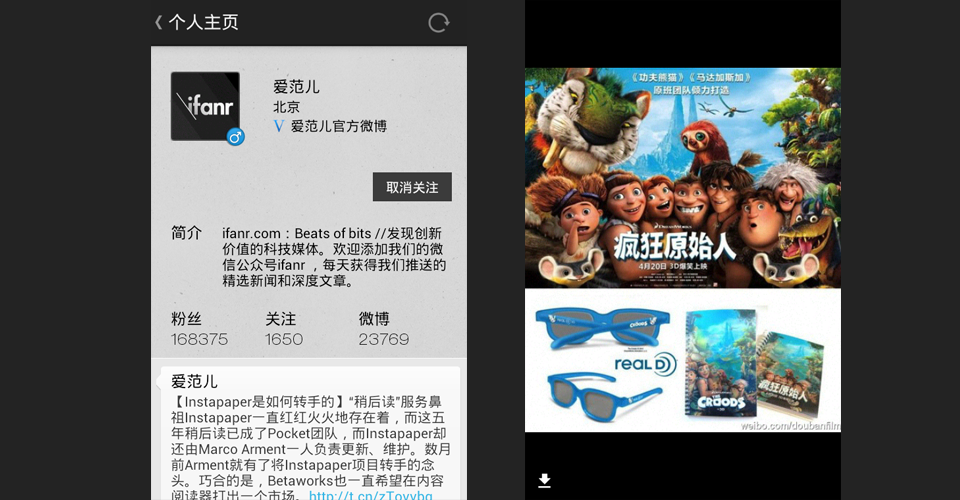 个人主页
ifanr
爱范儿
北京
V 爱范儿官方微博
取消关注
简介
ifanr.com：Beats of bits //发现创新
价值的科技媒体。欢迎添加我们的微
信公众号ifanr ，每天获得我们推送的
精选新闻和深度文章。
粉丝
关注
微博
168375
1650
23769
爱范儿
【Instapaper是如何转手的】“稍后读”服务鼻
祖Instapaper一直红红火火地存在着，而这五
年稍后读已成了Pocket团队，而Instapaper却
还由Marco Arment一人负责更新、维护。数月
前Arment就有了将Instapaper项目转手的念
头。巧合的是，Betaworks也一直希望在内容
阅读器打出一个市场。http://t.cn/zToyvbg
《功夫熊猫》《马达加斯加》
原班团队倾力打造
DREAMWORKS
疯狂原始人
4月20日 3D爆笑上映
CROODS
REAL D
THE CROODS
疯狂原始人
weibo.com/doubanfilm